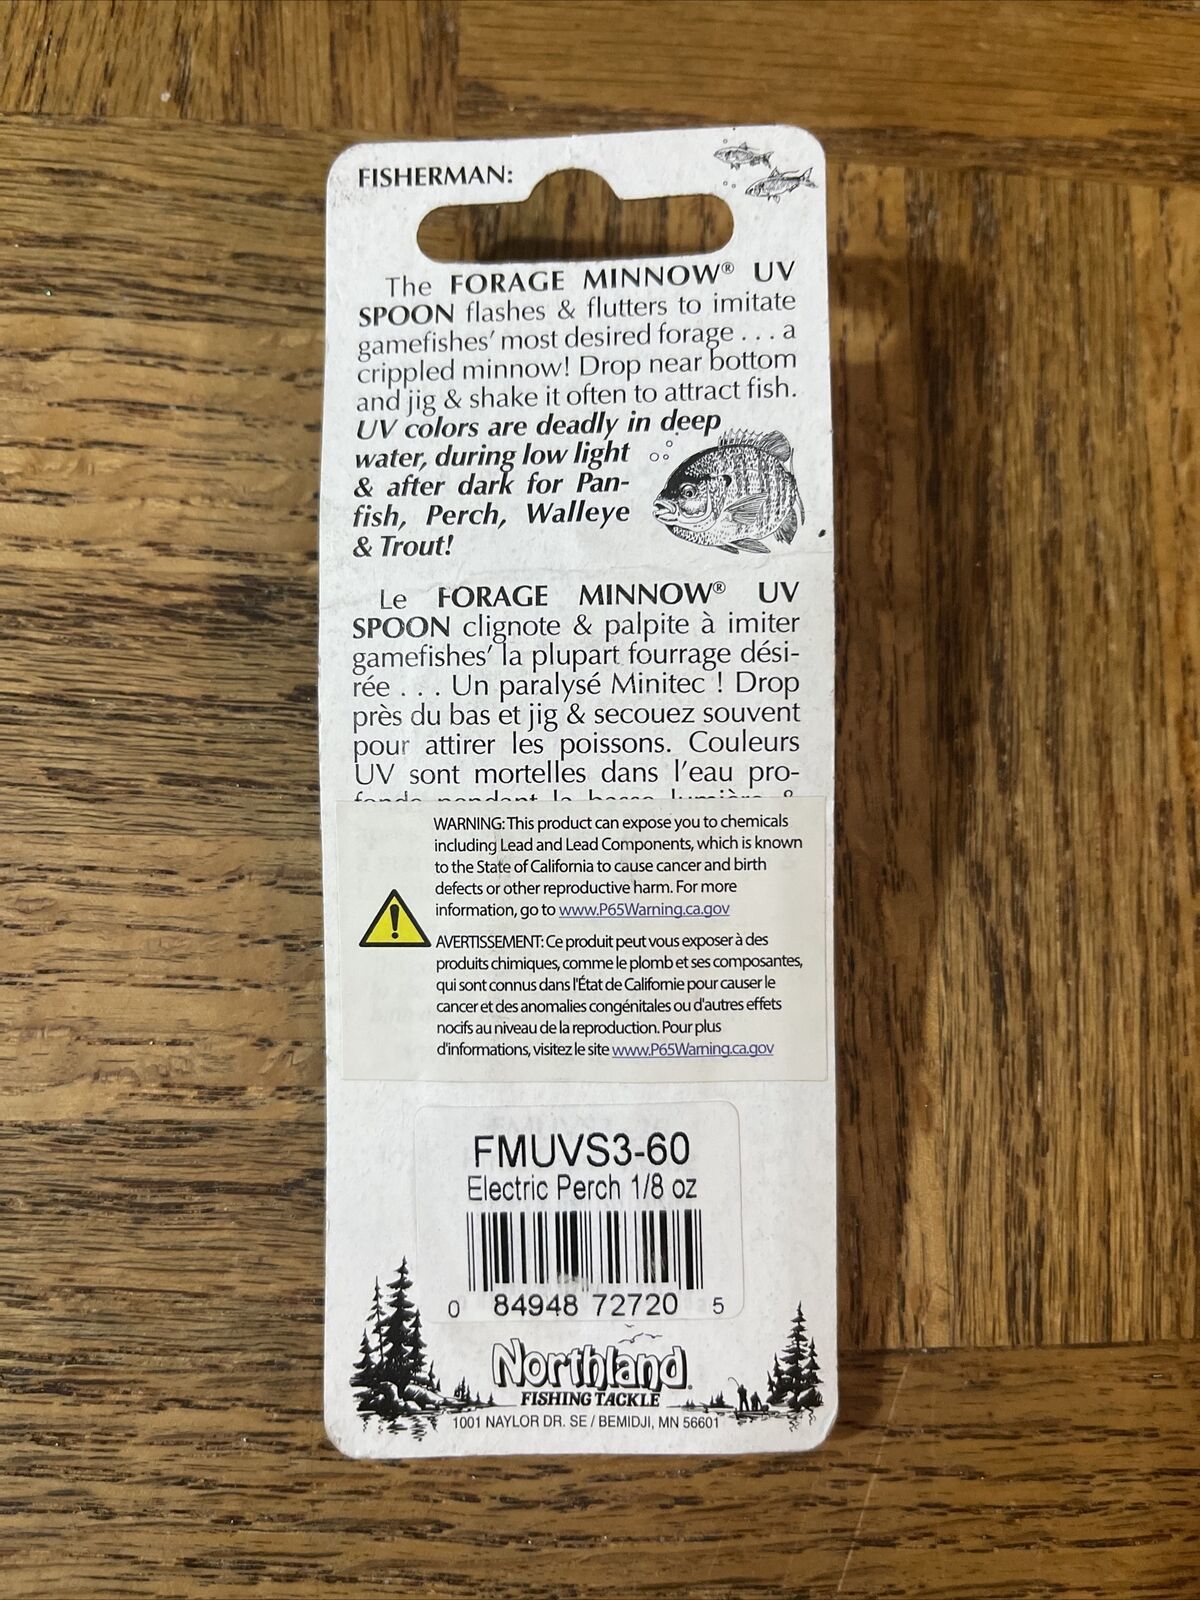 FISHERMAN:
The FORAGE MINNOW® UV
SPOON flashes & flutters to imitate
gamefishes' most desired forage . . . a
crippled minnow! Drop near bottom
and jig & shake it often to attract fish.
UV colors are deadly in deep
water, during low light
& after dark for Pan-
fish, Perch, Walleye
& Trout!
Le FORAGE MINNOW® UV
SPOON clignote & palpite à imiter
gamefishes' la plupart fourrage dési-
rée . . . Un paralysé Minitec ! Drop
près du bas et jig & secouez souvent
pour attirer les poissons. Couleurs
UV sont mortelles dans l'eau pro-
fonde pendant la basse lumière &
WARNING: This product can expose you to chemicals
including Lead and Lead Components, which is known
to the State of California to cause cancer and birth
defects or other reproductive harm. For more
information, go to www.P65Warning.ca.gov
AVERTISSEMENT: Ce produit peut vous exposer à des
produits chimiques, comme le plomb et ses composantes,
qui sont connus dans l'État de Californie pour causer le
cancer et des anomalies congénitales ou d'autres effets
nocifs au niveau de la reproduction. Pour plus
d'informations, visitez le site www.P65Warning.ca.gov
FMUVS3-60
Electric Perch 1/8 oz
0 84948 72720 5
Northland
FISHING TACKLE
1001 NAYLOR DR. SE / BEMIDJI, MN 56601